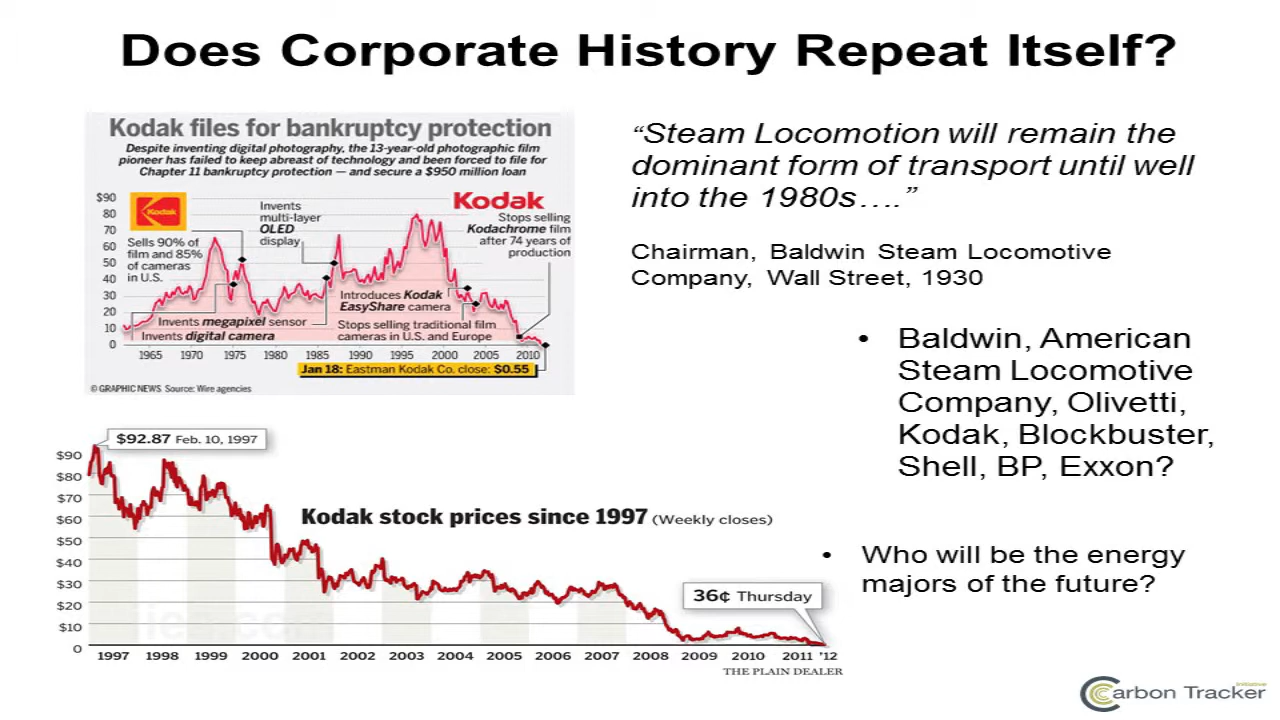 Does Corporate History Repeat Itself?
Kodak files for bankruptcy protection
Despite inventing digital photography, the 13-year-old photographic film
pioneer has failed to keep abreast of technology and been forced to file for
Chapter 11 bankruptcy protection — and secure a $950 million loan
$90
80
70
60
50
40
30
20
10
0
Kodak
Sells 90% of
film and 85%
of cameras
in U.S.
Invents
multi-layer
OLED
display
Kodak
Stops selling
Kodachrome film
after 74 years of
production
Introduces Kodak
EasyShare camera
Invents megapixel sensor
Stops selling traditional film
cameras in U.S. and Europe
Invents digital camera
1965 1970 1975 1980 1985 1990 1995 2000 2005 2010
Jan 18: Eastman Kodak Co. close: $0.55
© GRAPHIC NEWS Source: Wire agencies
“Steam Locomotion will remain the
dominant form of transport until well
into the 1980s….”
Chairman, Baldwin Steam Locomotive
Company, Wall Street, 1930
• Baldwin, American
Steam Locomotive
Company, Olivetti,
Kodak, Blockbuster,
Shell, BP, Exxon?
• Who will be the energy
majors of the future?
$92.87 Feb. 10, 1997
$90
$80
$70
$60
$50
$40
$30
$20
$10
0
Kodak stock prices since 1997 (Weekly closes)
36¢ Thursday
1997 1998 1999 2000 2001 2002 2003 2004 2005 2006 2007 2008 2009 2010 2011 '12
THE PLAIN DEALER
Carbon Tracker
Initiative